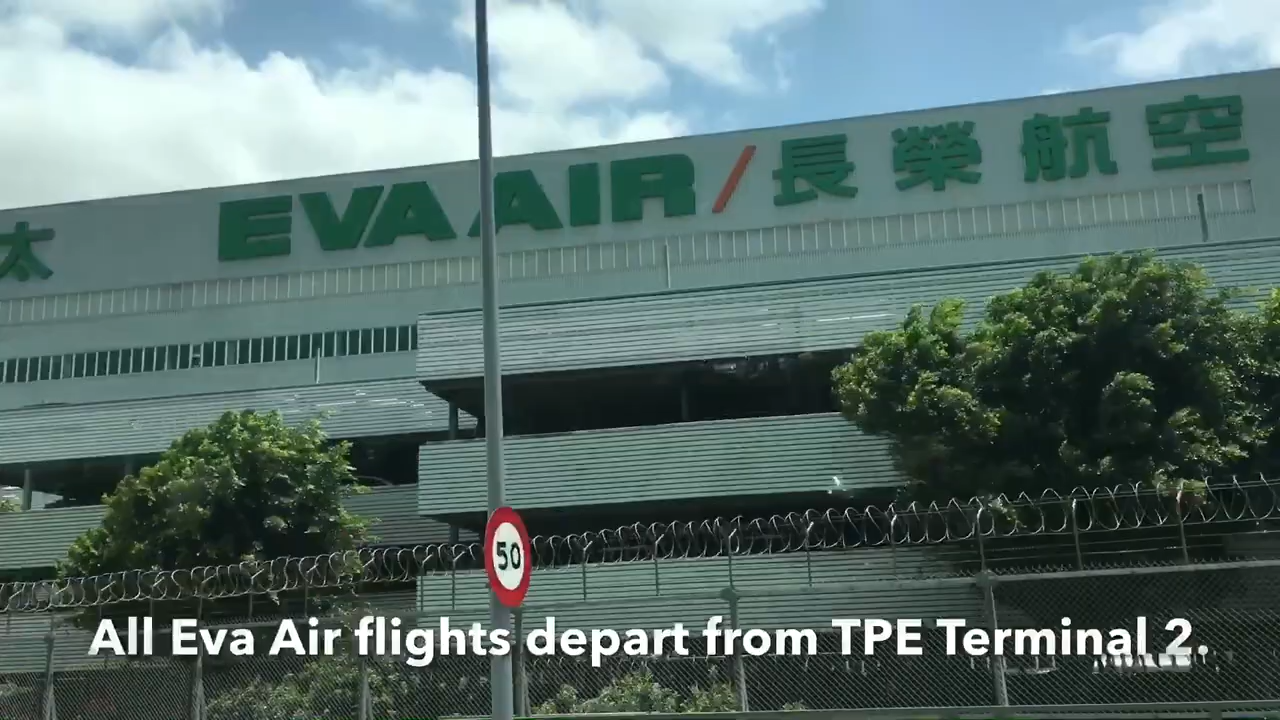 太 EVA AIR / 長榮航空
50
All Eva Air flights depart from TPE Terminal 2.